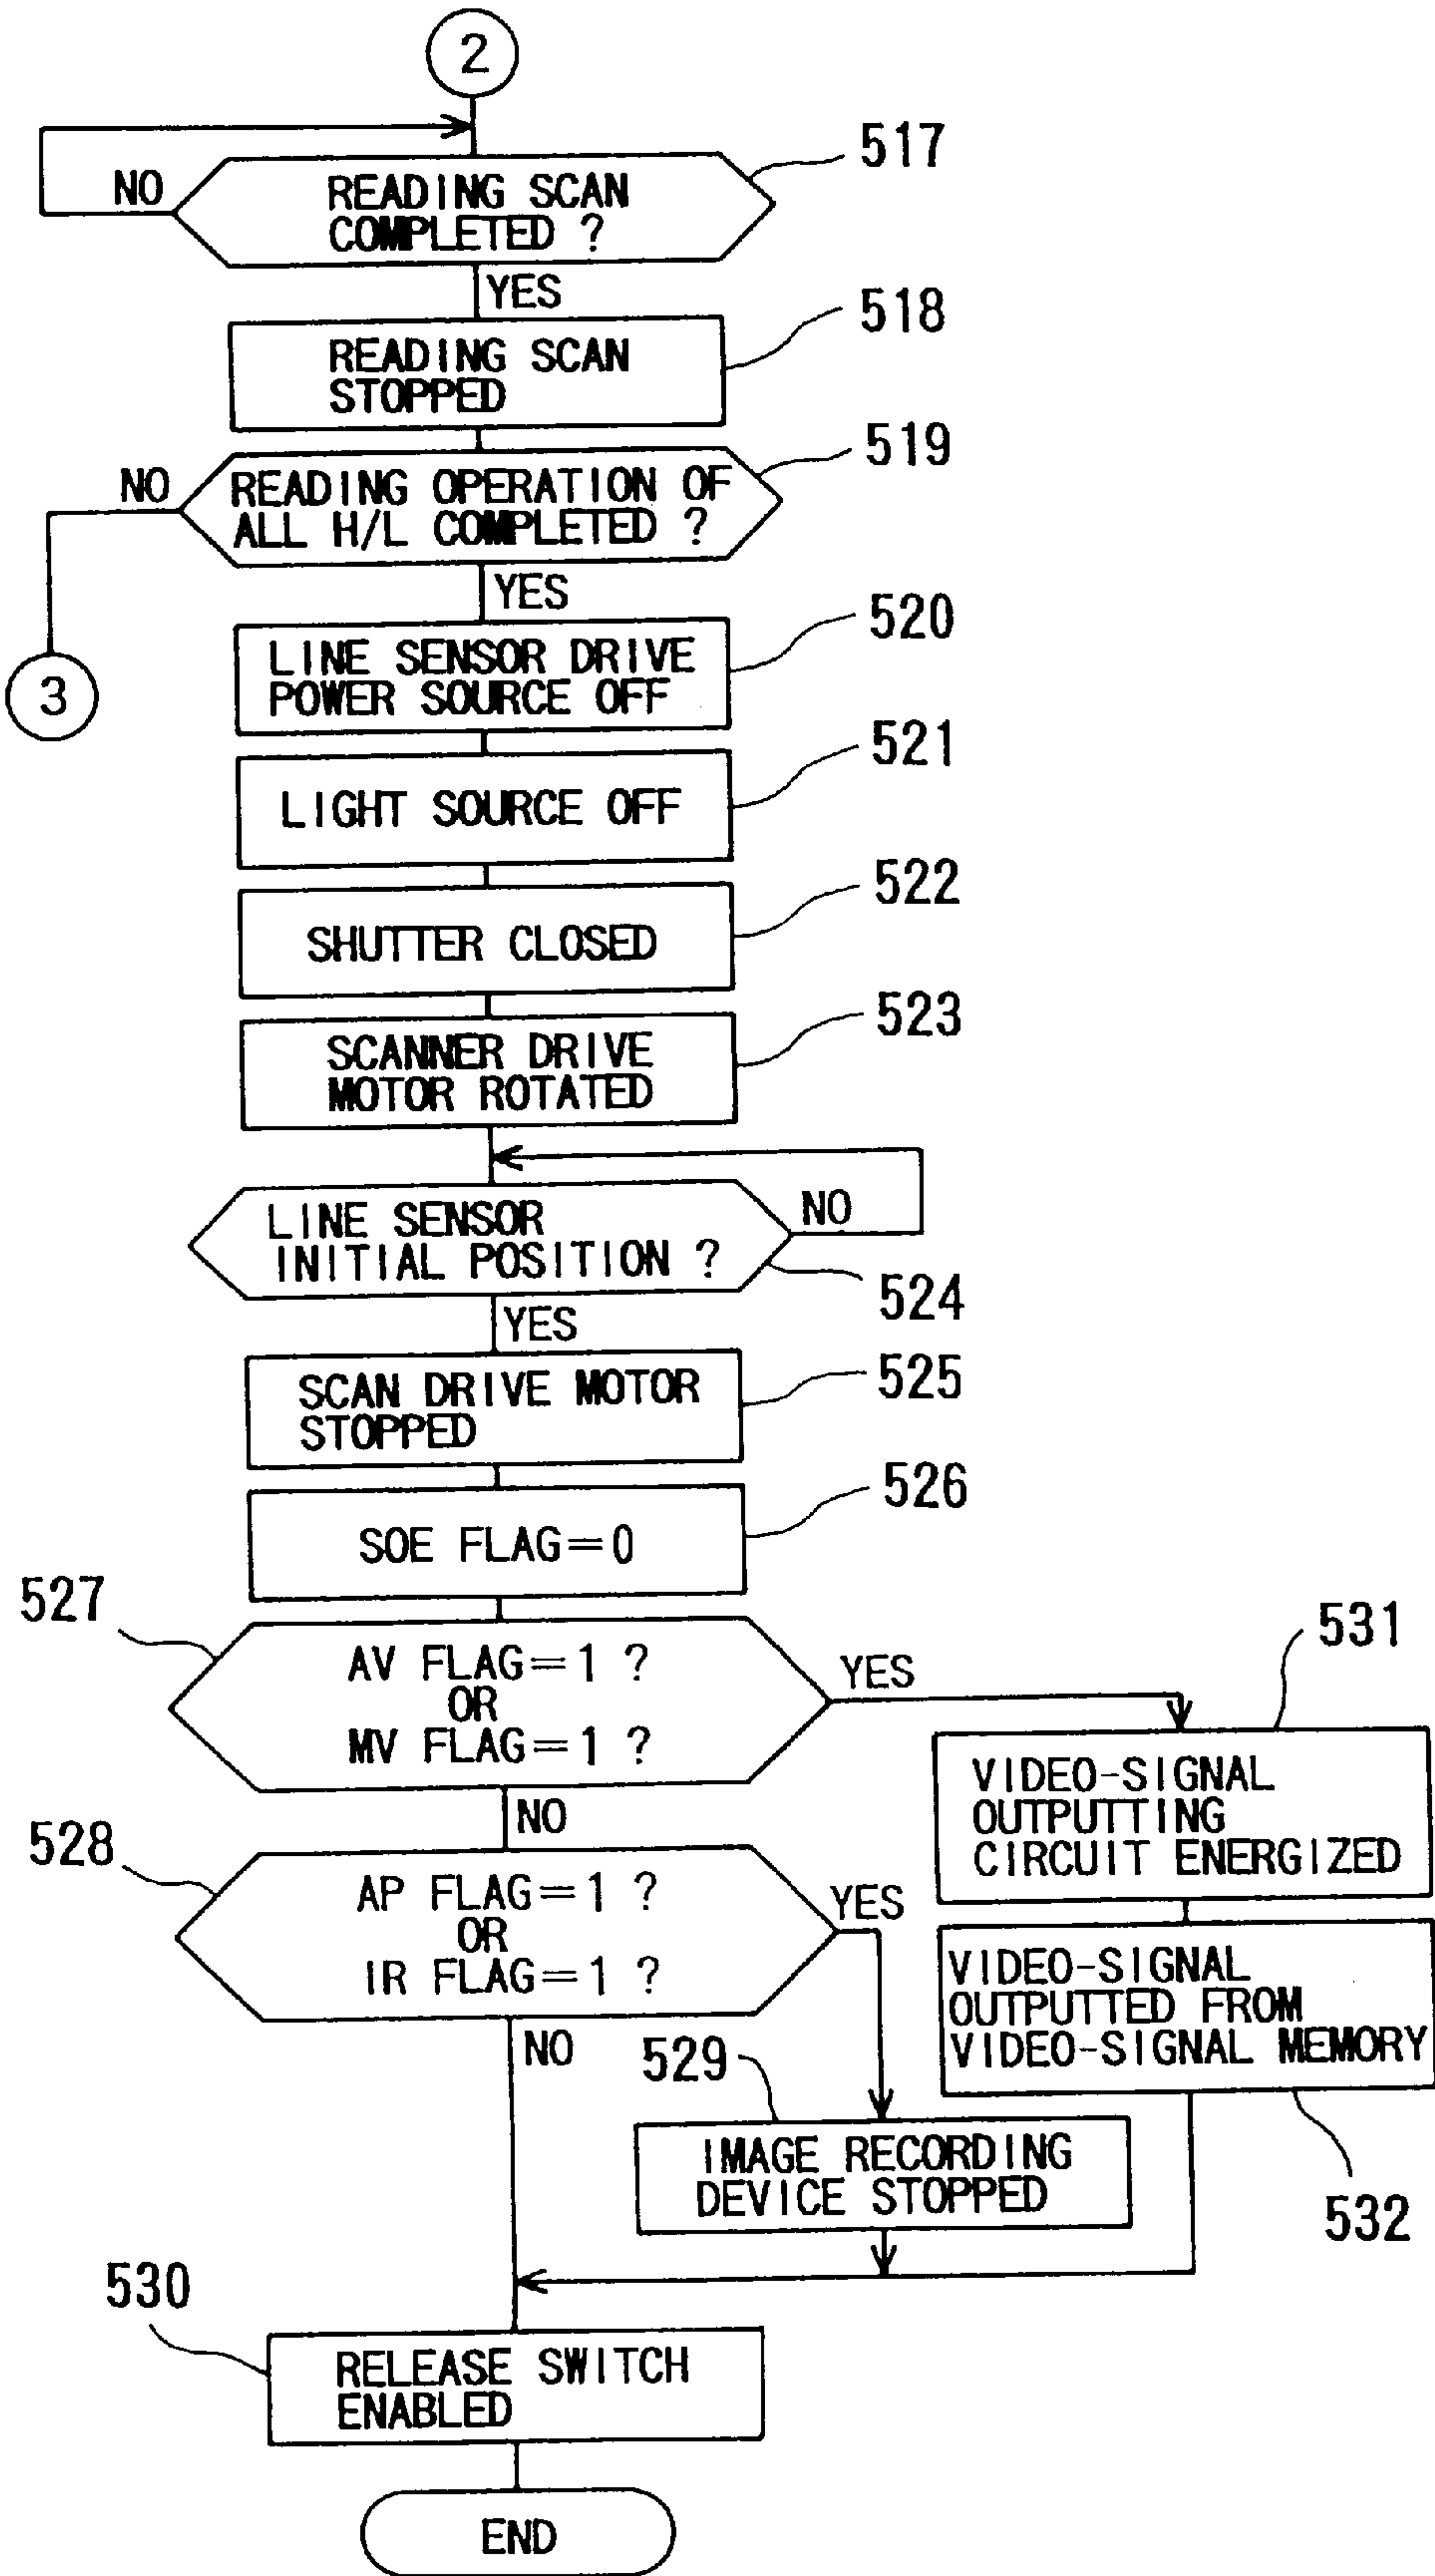 2
517
NO
READING SCAN
COMPLETED ?
YES
518
READING SCAN
STOPPED
519
NO
READING OPERATION OF
ALL H/L COMPLETED ?
YES
3
520
LINE SENSOR DRIVE
POWER SOURCE OFF
521
LIGHT SOURCE OFF
522
SHUTTER CLOSED
523
SCANNER DRIVE
MOTOR ROTATED
LINE SENSOR
INITIAL POSITION ?
NO
524
YES
525
SCAN DRIVE MOTOR
STOPPED
526
SOE FLAG=0
527
AV FLAG=1 ?
OR
MV FLAG=1 ?
YES
531
VIDEO-SIGNAL
OUTPUTTING
CIRCUIT ENERGIZED
NO
528
AP FLAG=1 ?
OR
IR FLAG=1 ?
YES
VIDEO-SIGNAL
OUTPUTTED FROM
VIDEO-SIGNAL MEMORY
532
NO
529
IMAGE RECORDING
DEVICE STOPPED
530
RELEASE SWITCH
ENABLED
END